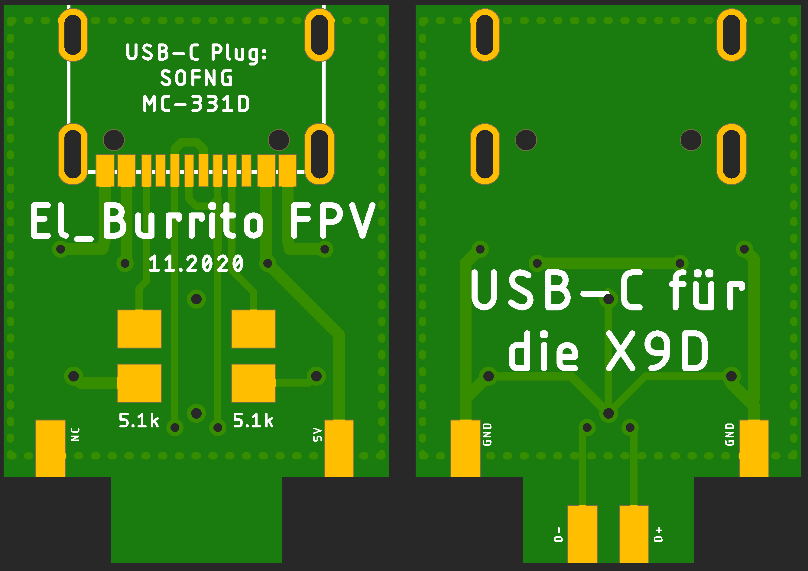 USB-C Plug:
SOFNG
MC-331D
El_Burrito FPV
11.2020
5.1k
5.1k
NC
5V
USB-C für
die X9D
GND
GND
D-
D+